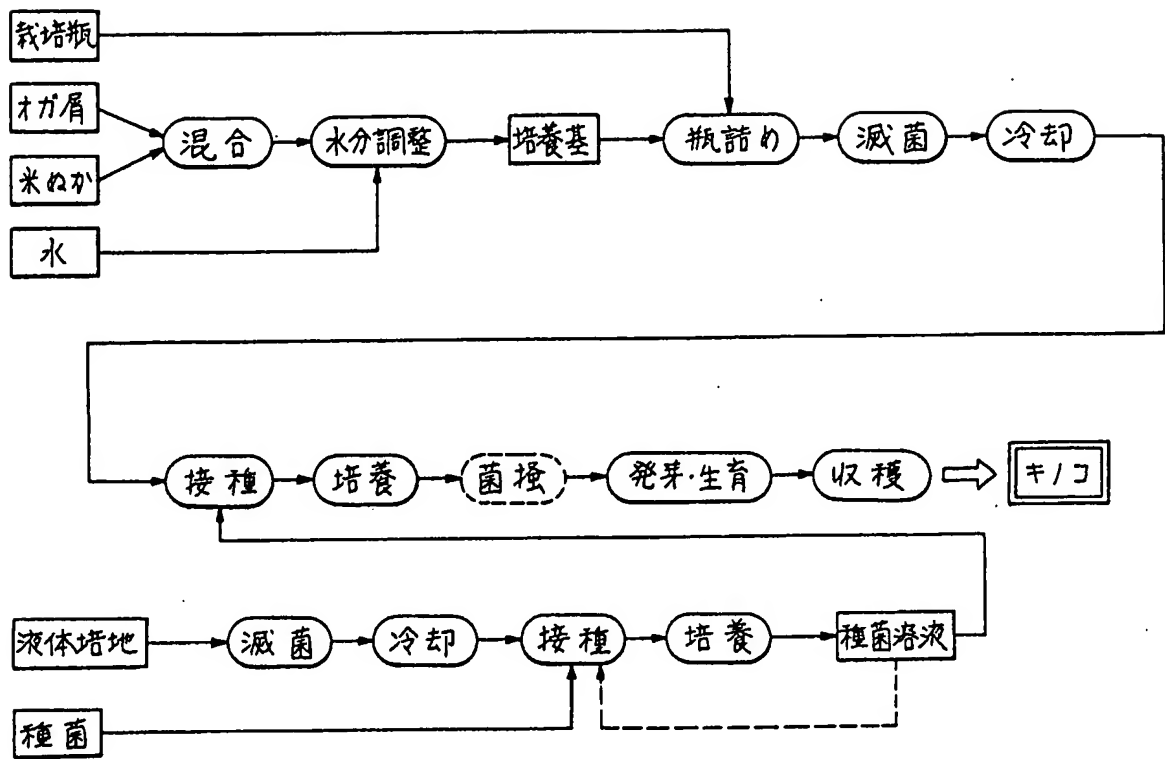 栽培瓶
オガ屑
米ぬか
水
混合
水分調整
培養基
瓶詰め
滅菌
冷却
接種
培養
菌掻
発芽・生育
収穫
キノコ
液体培地
滅菌
冷却
接種
培養
種菌溶液
種菌